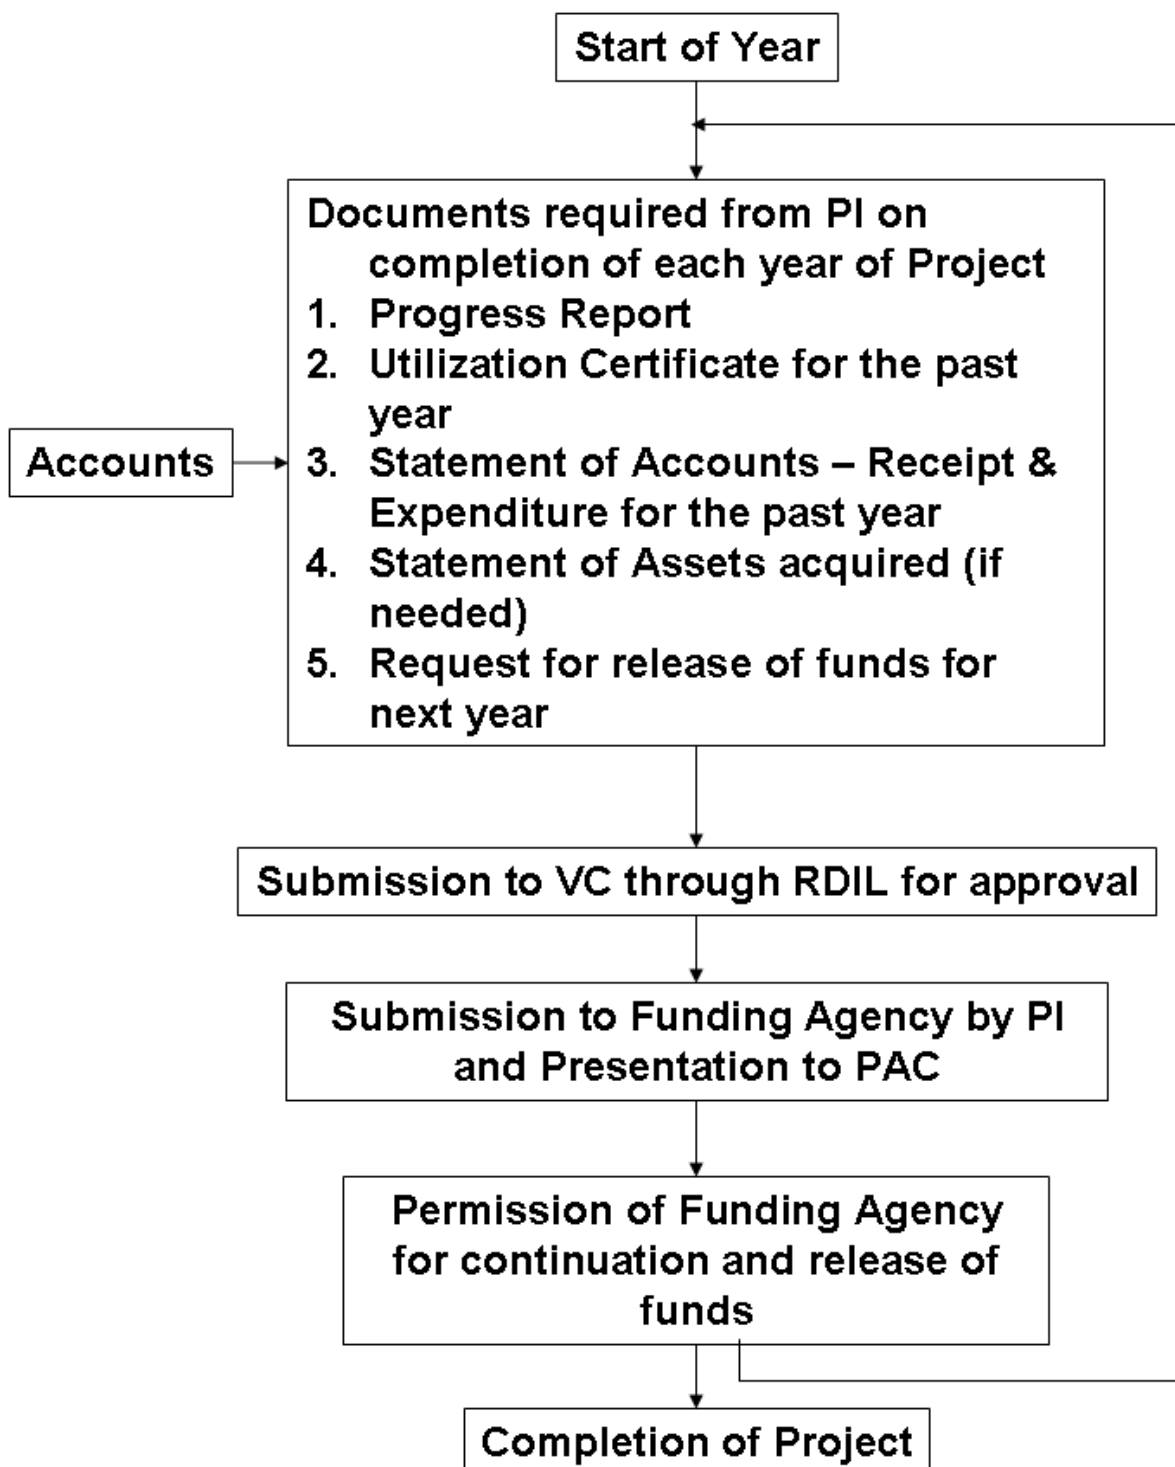 Start of Year
Documents required from PI on
completion of each year of Project
1. Progress Report
2. Utilization Certificate for the past
year
3. Statement of Accounts – Receipt &
Expenditure for the past year
4. Statement of Assets acquired (if
needed)
5. Request for release of funds for
next year
Accounts
Submission to VC through RDIL for approval
Submission to Funding Agency by PI
and Presentation to PAC
Permission of Funding Agency
for continuation and release of
funds
Completion of Project